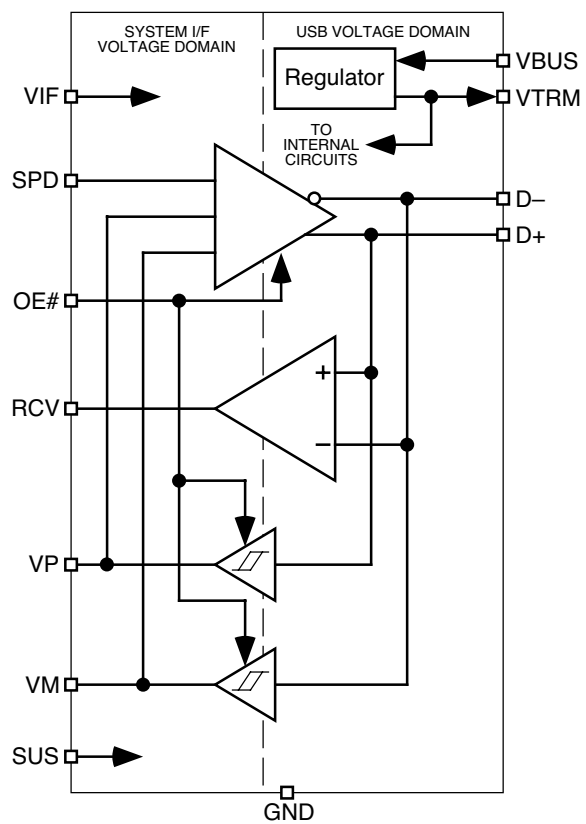 SYSTEM I/F
VOLTAGE DOMAIN
USB VOLTAGE DOMAIN
Regulator
VBUS
VTRM
VIF
TO
INTERNAL
CIRCUITS
SPD
D–
D+
OE#
+
RCV
–
VP
VM
SUS
GND